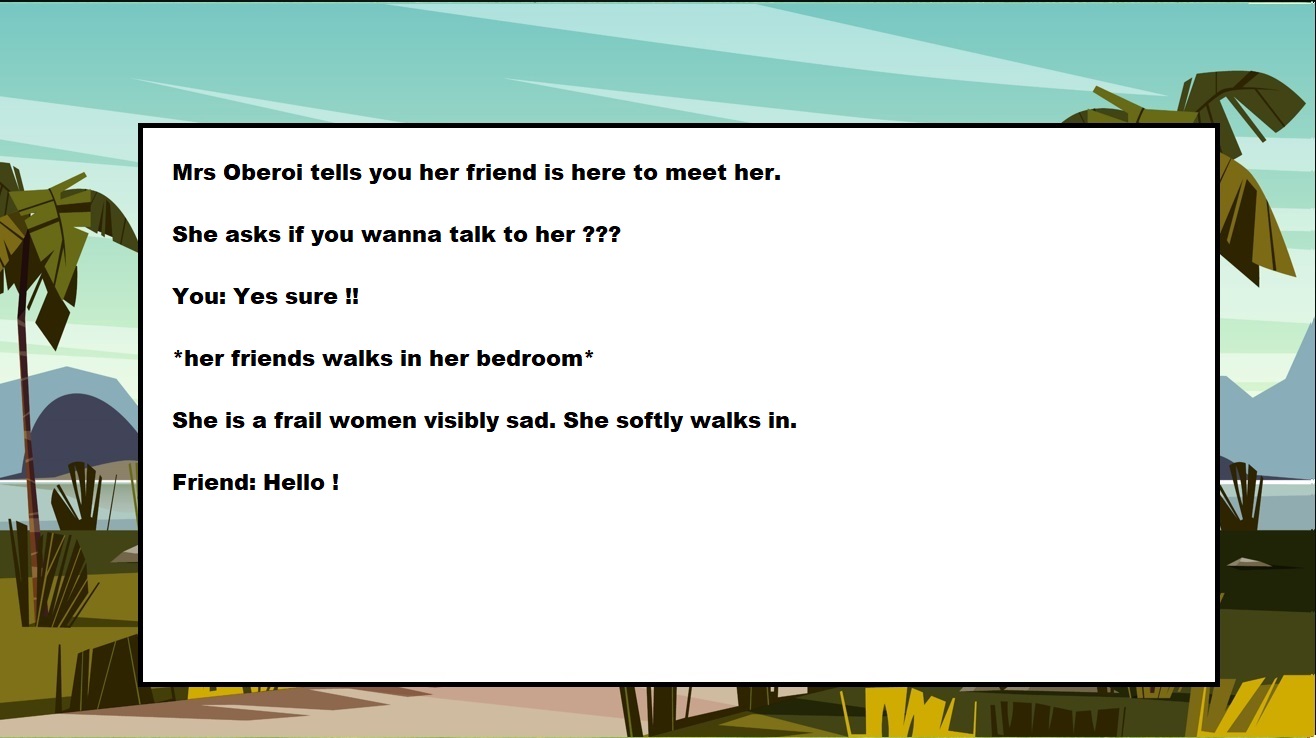 Mrs Oberoi tells you her friend is here to meet her.
She asks if you wanna talk to her ???
You: Yes sure !!
*her friends walks in her bedroom*
She is a frail women visibly sad. She softly walks in.
Friend: Hello !